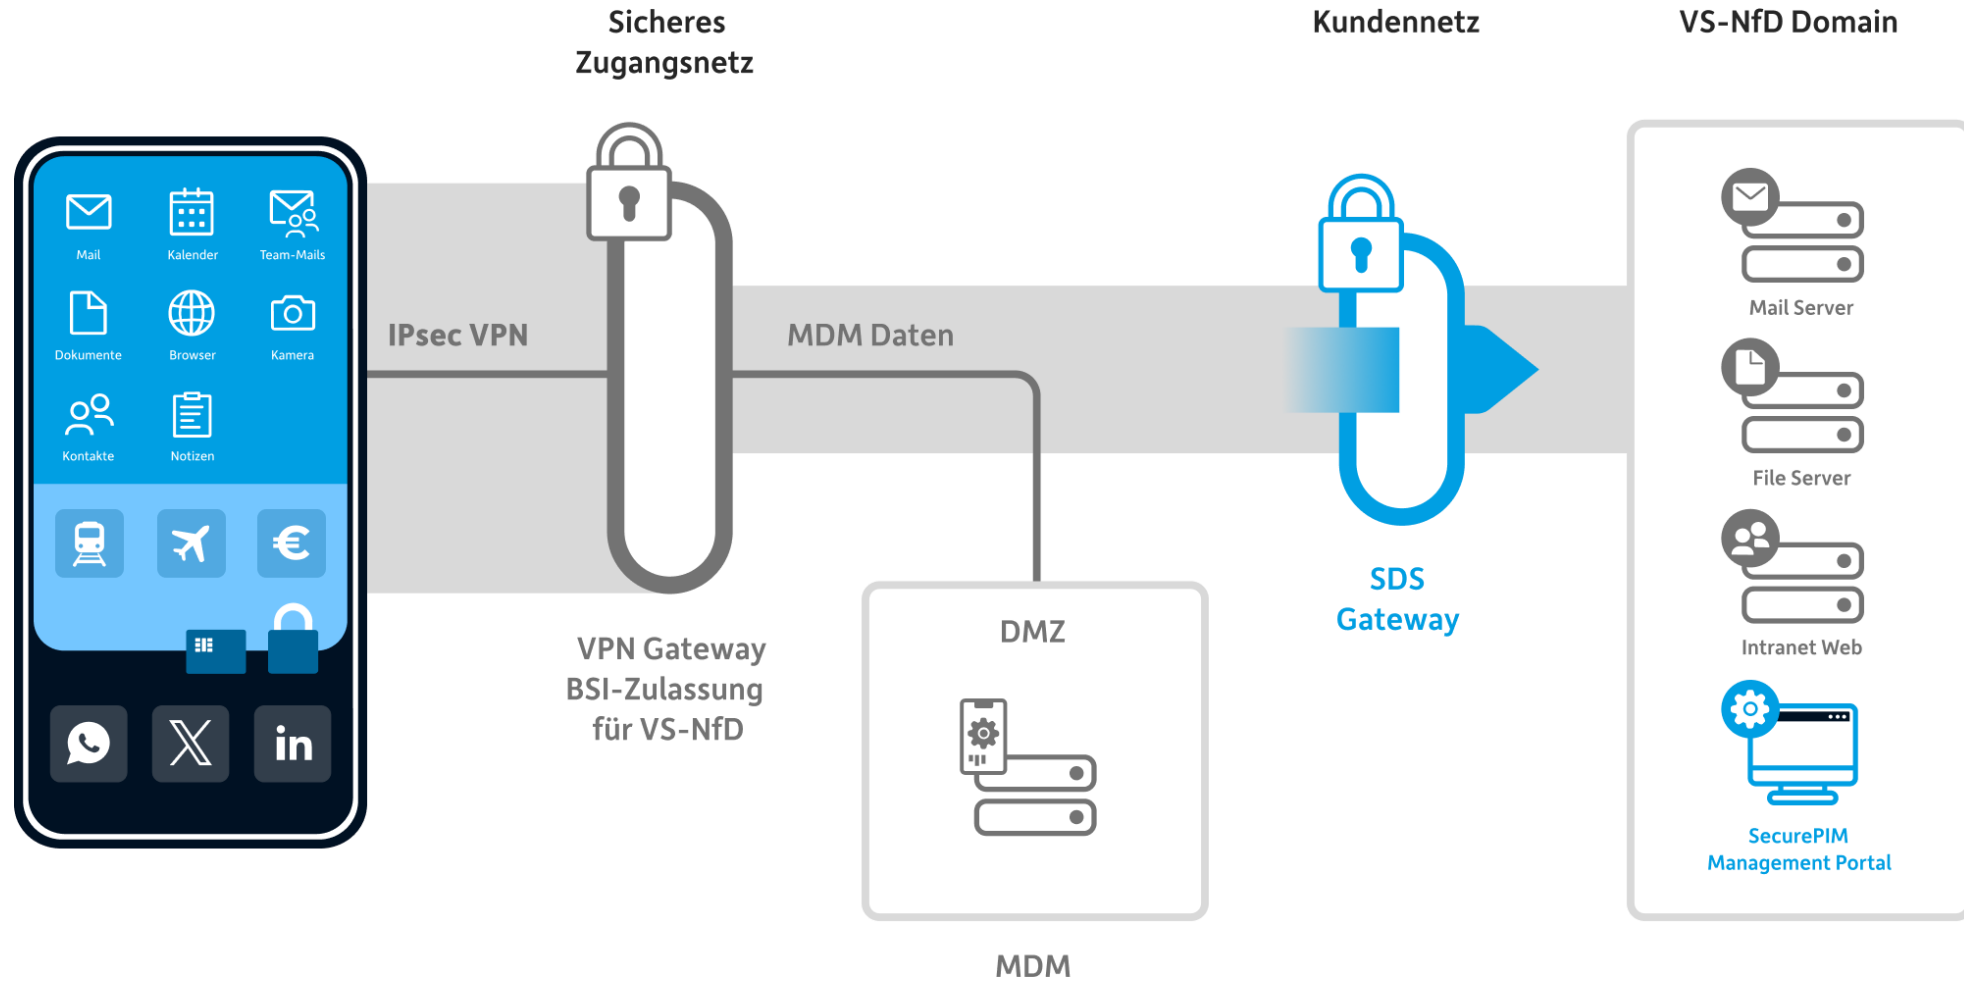 Sicheres
Zugangsnetz
Kundennetz
VS-NfD Domain
Mail
Kalender
Team-Mails
Dokumente
Browser
Kamera
Kontakte
Notizen
in
IPsec VPN
MDM Daten
VPN Gateway
BSI-Zulassung
für VS-NfD
DMZ
MDM
SDS
Gateway
Mail Server
File Server
Intranet Web
SecurePIM
Management Portal